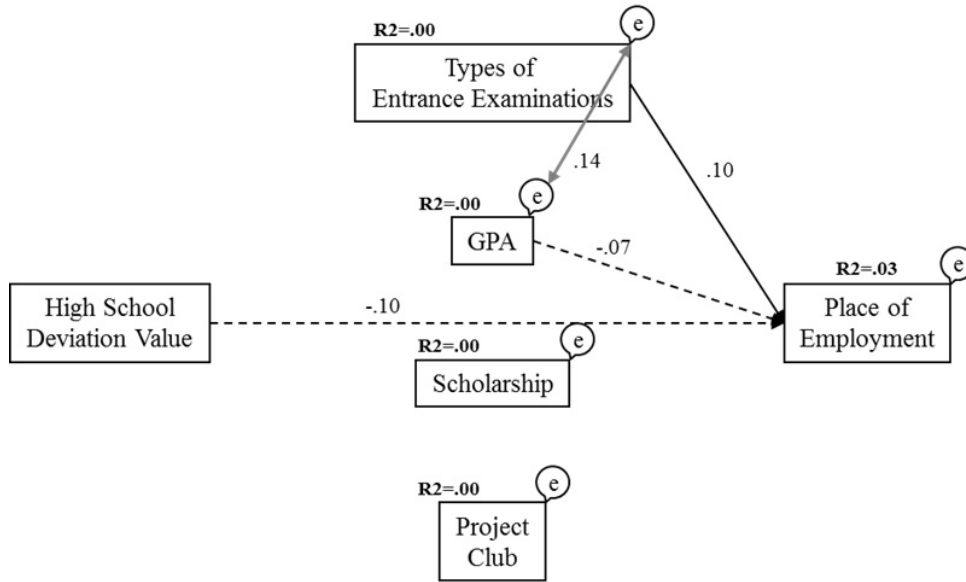 R2=.00
e
Types of
Entrance Examinations
.14
.10
R2=.00
e
GPA
-.07
R2=.03
e
High School
Deviation Value
-.10
Place of
Employment
R2=.00
e
Scholarship
R2=.00
e
Project
Club